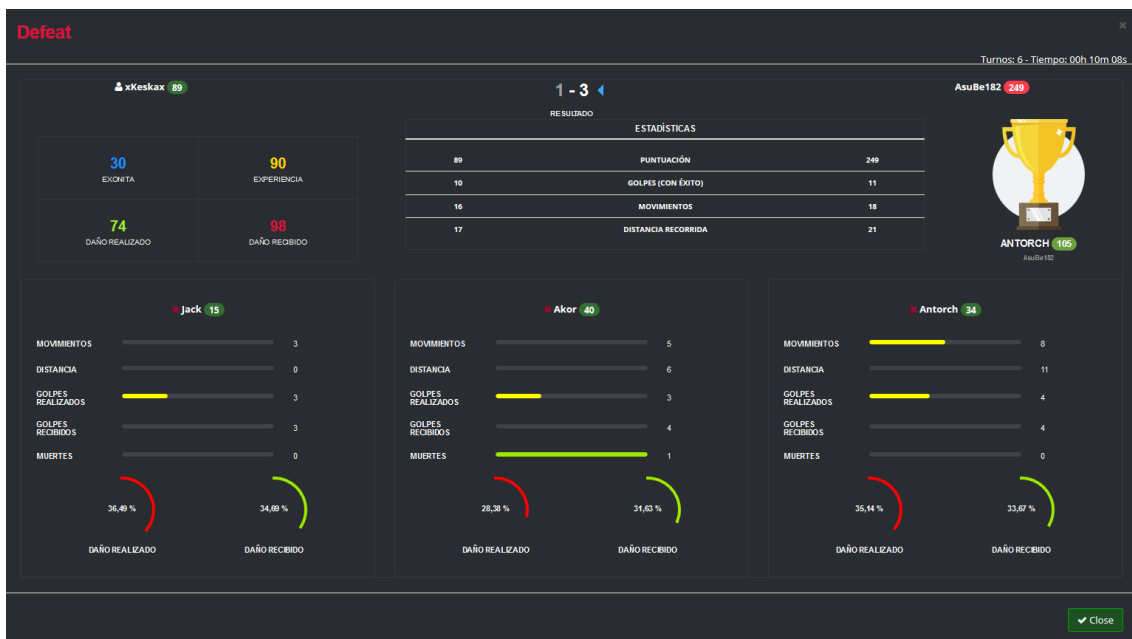 Defeat
Turnos: 6 - Tiempo: 00h 10m 08s
xKeskax 89
1 - 3
AsuBe182 249
RESULTADO
ESTADÍSTICAS
30
EXONITA
90
EXPERIENCIA
74
DAÑO REALIZADO
98
DAÑO RECIBIDO
89 PUNTUACIÓN 249
10 GOLPES (CON ÉXITO) 11
16 MOVIMIENTOS 18
17 DISTANCIA RECORRIDA 21
ANTORCH 105
AsuBe182
Jack 15
MOVIMIENTOS 3
DISTANCIA 0
GOLPES
REALIZADOS 3
GOLPES
RECIBIDOS 3
MUERTES 0
36,49 %
34,69 %
DAÑO REALIZADO
DAÑO RECIBIDO
Akor 40
MOVIMIENTOS 5
DISTANCIA 6
GOLPES
REALIZADOS 3
GOLPES
RECIBIDOS 4
MUERTES 1
28,38 %
31,63 %
DAÑO REALIZADO
DAÑO RECIBIDO
Antorch 34
MOVIMIENTOS 8
DISTANCIA 11
GOLPES
REALIZADOS 4
GOLPES
RECIBIDOS 4
MUERTES 0
35,14 %
33,67 %
DAÑO REALIZADO
DAÑO RECIBIDO
Close